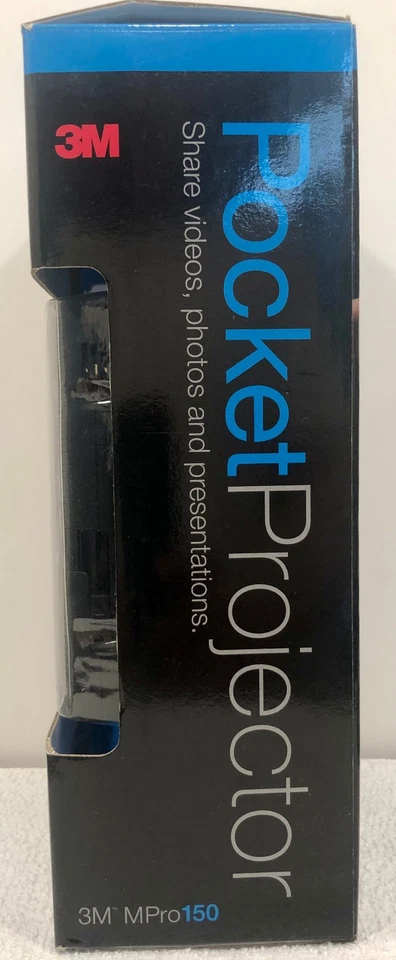 3M
PocketProjector
Share videos, photos and presentations.
3M™ MPro150